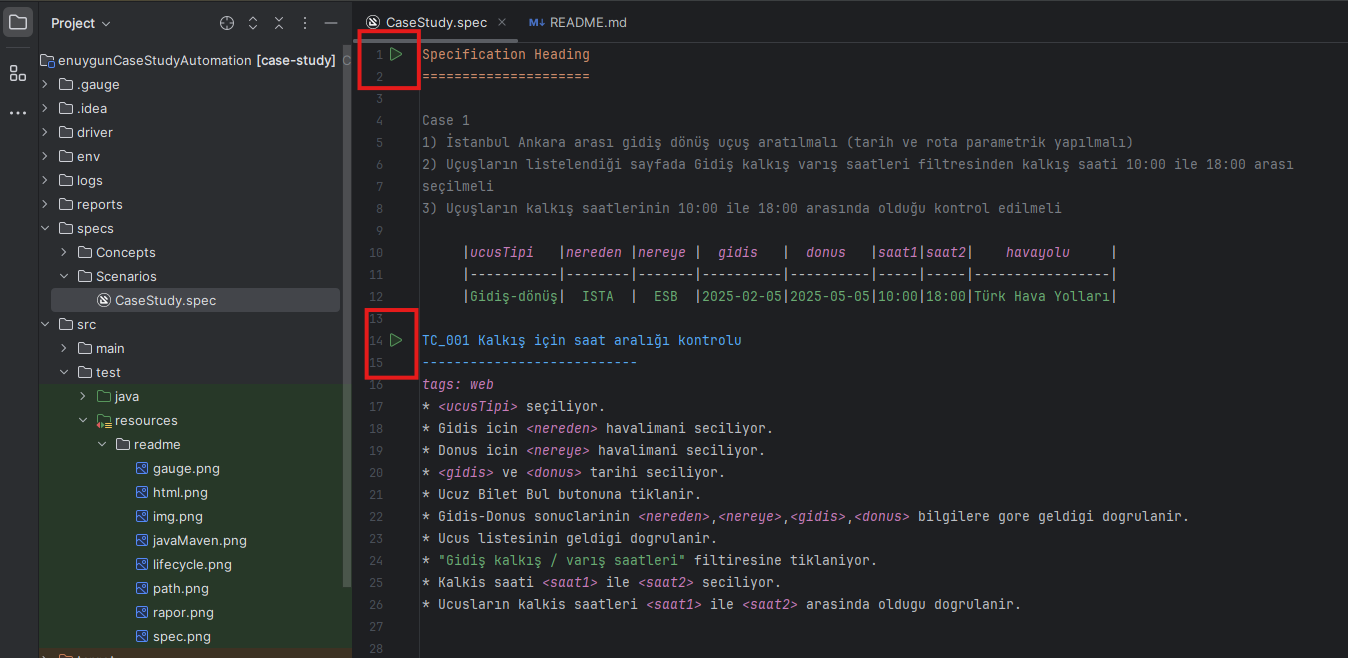 Project
CaseStudy.spec
README.md
enuygunCaseStudyAutomation [case-study]
.gauge
.idea
driver
env
logs
reports
specs
Concepts
Scenarios
CaseStudy.spec
src
main
test
java
resources
readme
gauge.png
html.png
img.png
javaMaven.png
lifecycle.png
path.png
rapor.png
spec.png
1 Specification Heading
2 =====================
3
4 Case 1
5 1) İstanbul Ankara arası gidiş dönüş uçuş aratılmalı (tarih ve rota parametrik yapılmalı)
6 2) Uçuşların listelendiği sayfada Gidiş kalkış varış saatleri filtresinden kalkış saati 10:00 ile 18:00 arası
7 seçilmeli
8 3) Uçuşların kalkış saatlerinin 10:00 ile 18:00 arasında olduğu kontrol edilmeli
9
10 |ucusTipi |nereden |nereye | gidis | donus |saat1|saat2| havayolu |
11 |-----------|--------|-------|----------|----------|-----|-----|-----------------|
12 |Gidiş-dönüş| ISTA | ESB |2025-02-05|2025-05-05|10:00|18:00|Türk Hava Yolları|
13
14 TC_001 Kalkış için saat aralığı kontrolu
15 ---------------------------
16 tags: web
17 * <ucusTipi> seçiliyor.
18 * Gidis icin <nereden> havalimani seciliyor.
19 * Donus icin <nereye> havalimani seciliyor.
20 * <gidis> ve <donus> tarihi seciliyor.
21 * Ucuz Bilet Bul butonuna tiklanir.
22 * Gidis-Donus sonuclarinin <nereden>,<nereye>,<gidis>,<donus> bilgilere gore geldigi dogrulanir.
23 * Ucus listesinin geldigi dogrulanir.
24 * "Gidiş kalkış / varış saatleri" filtiresine tiklaniyor.
25 * Kalkis saati <saat1> ile <saat2> seciliyor.
26 * Ucusların kalkis saatleri <saat1> ile <saat2> arasinda oldugu dogrulanir.
27
28